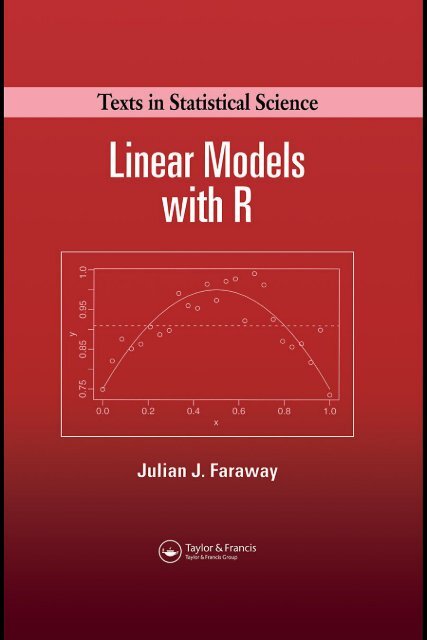 Texts in Statistical Science
Linear Models
with R
1.0
0.95
0.85
0.75
y
0.0 0.2 0.4 0.6 0.8 1.0
x
Julian J. Faraway
Taylor & Francis
Taylor & Francis Group